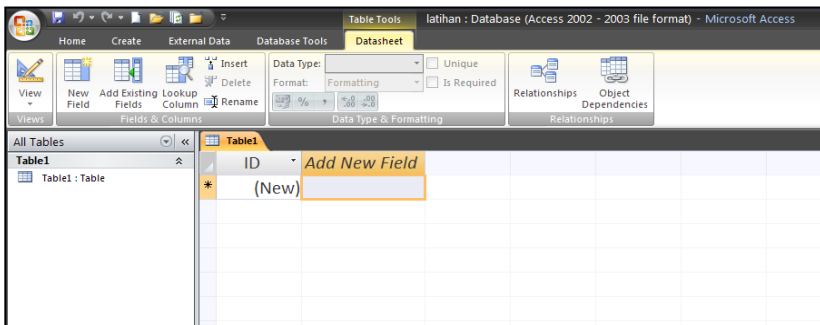 Table Tools
latihan : Database (Access 2002 - 2003 file format) - Microsoft Access
Home Create External Data Database Tools Datasheet
View
Views
New Field
Add Existing Fields
Lookup Column
Insert
Delete
Rename
Fields & Columns
Data Type:
Format: Formatting
Unique
Is Required
% ,
Data Type & Formatting
Relationships
Object Dependencies
Relationships
All Tables
Table1
Table1 : Table
Table1
ID Add New Field
(New)